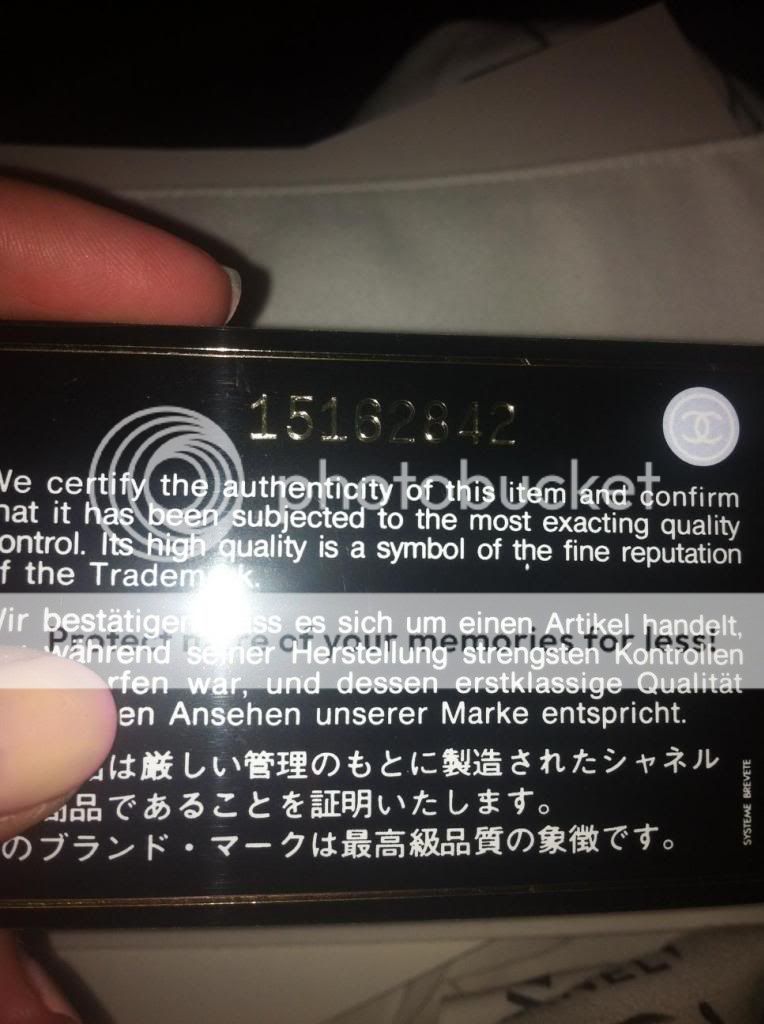 15162842
photobucket
We certify the authenticity of this item and confirm
hat it has been subjected to the most exacting quality
ontrol. Its high quality is a symbol of the fine reputation
f the Trademark.
Wir bestätigen, dass es sich um einen Artikel handelt,
Protect more of your memories for less!
während seiner Herstellung strengsten Kontrollen
rfen war, und dessen erstklassige Qualität
en Ansehen unserer Marke entspricht.
品は厳しい管理のもとに製造されたシャネル
品であることを証明いたします。
のブランド・マークは最高級品質の象徴です。
SYSTEME BREVETE